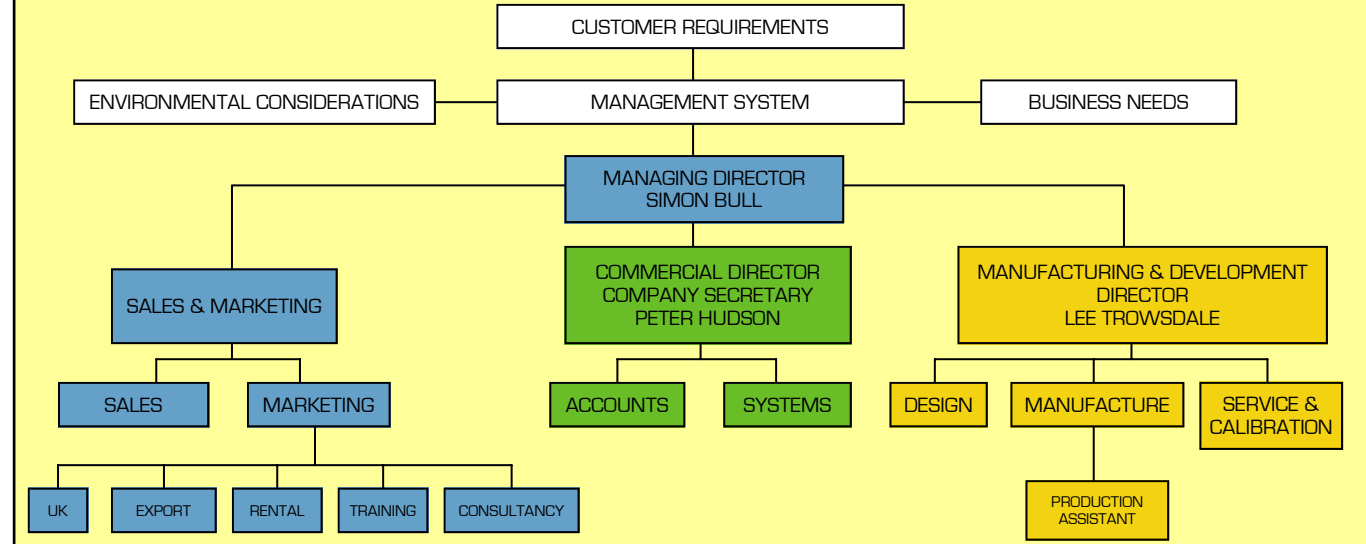 CUSTOMER REQUIREMENTS
ENVIRONMENTAL CONSIDERATIONS
MANAGEMENT SYSTEM
BUSINESS NEEDS
MANAGING DIRECTOR
SIMON BULL
SALES & MARKETING
COMMERCIAL DIRECTOR
COMPANY SECRETARY
PETER HUDSON
MANUFACTURING & DEVELOPMENT
DIRECTOR
LEE TROWSDALE
SALES
MARKETING
ACCOUNTS
SYSTEMS
DESIGN
MANUFACTURE
SERVICE &
CALIBRATION
UK
EXPORT
RENTAL
TRAINING
CONSULTANCY
PRODUCTION
ASSISTANT